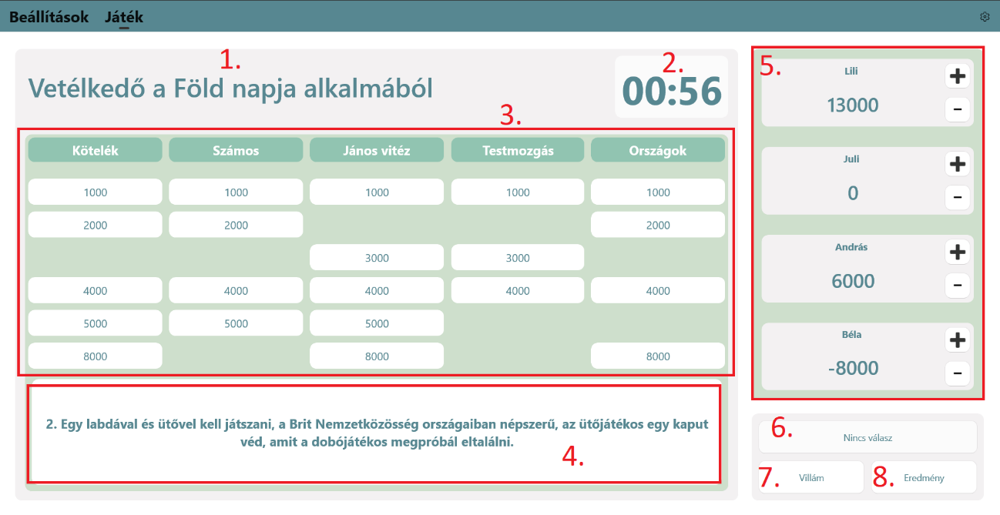 Beállítások Játék
1.
Vetélkedő a Föld napja alkalmából
2.
00:56
3.
Kötelék Számos János vitéz Testmozgás Országok
1000 1000 1000 1000 1000
2000 2000 2000
3000 3000
4000 4000 4000 4000 4000
5000 5000 5000
8000 8000 8000
2. Egy labdával és ütővel kell játszani, a Brit Nemzetközösség országaiban népszerű, az ütőjátékos egy kaput
véd, amit a dobójátékos megpróbál eltalálni.
4.
5.
Lili
+
13000
-
Juli
+
0
-
András
+
6000
-
Béla
+
-8000
-
6.
Nincs válasz
7. Villám
8. Eredmény